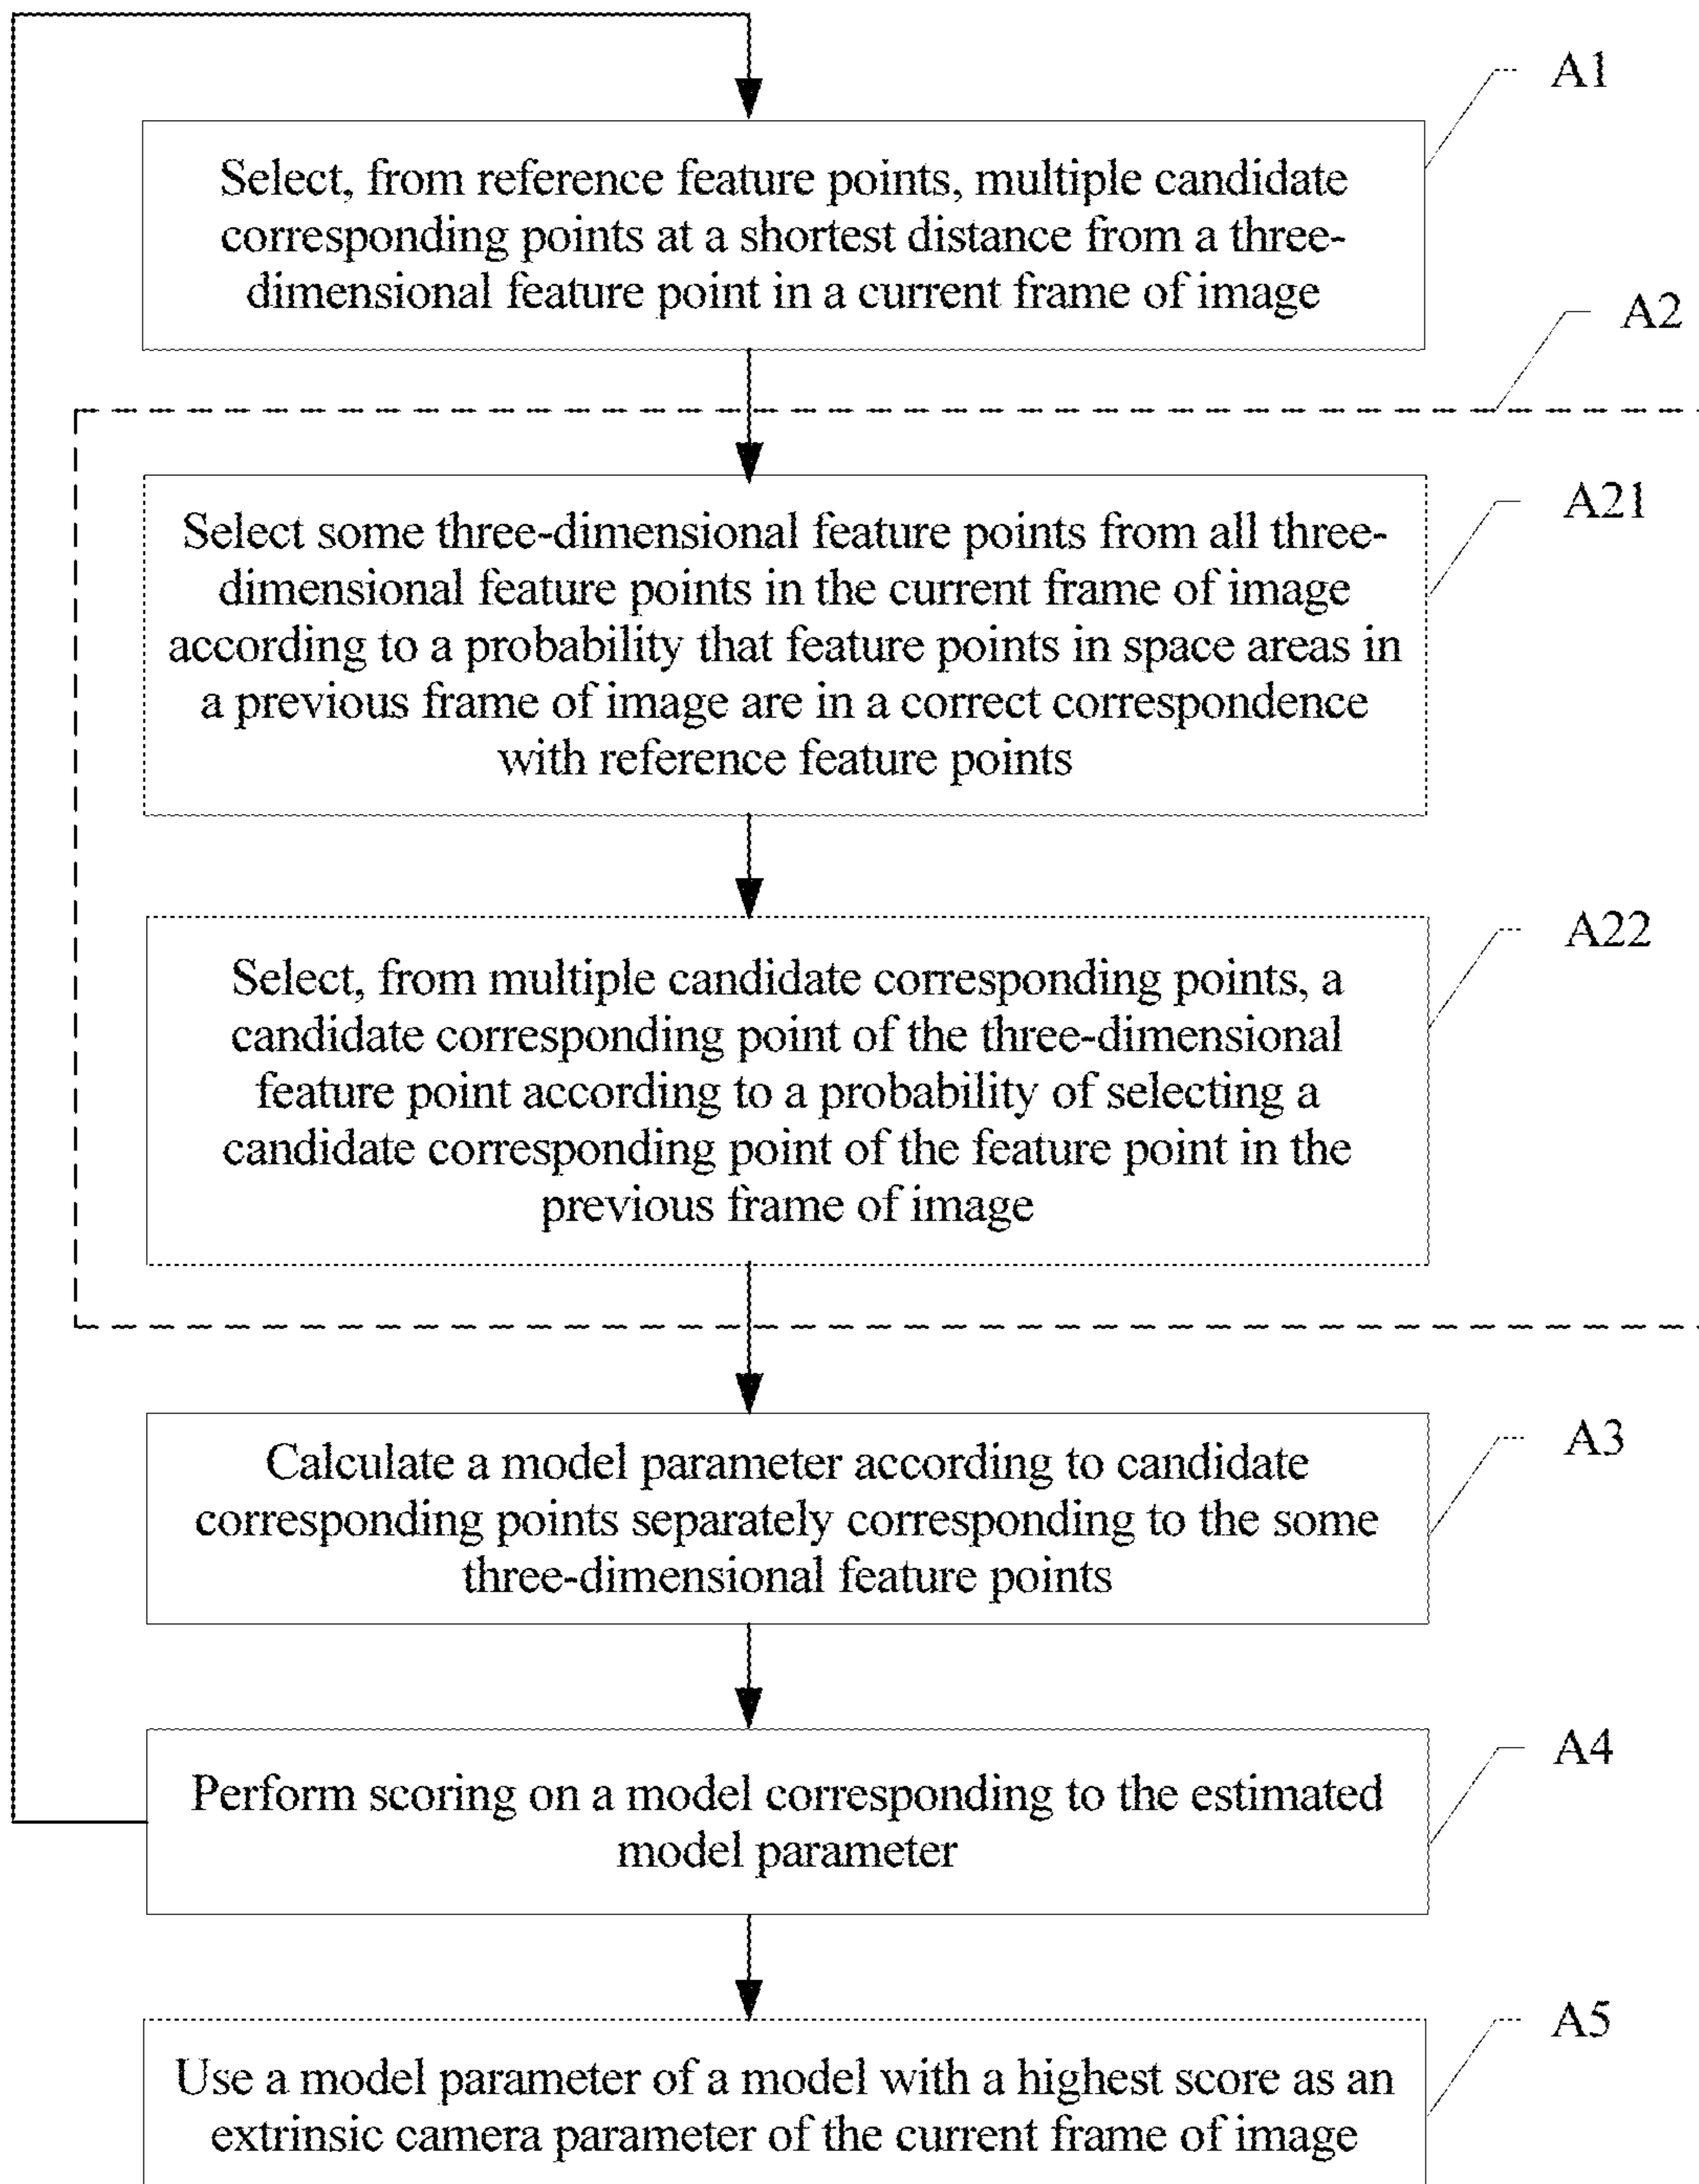 A1
Select, from reference feature points, multiple candidate
corresponding points at a shortest distance from a three-
dimensional feature point in a current frame of image
A2
A21
Select some three-dimensional feature points from all three-
dimensional feature points in the current frame of image
according to a probability that feature points in space areas in
a previous frame of image are in a correct correspondence
with reference feature points
A22
Select, from multiple candidate corresponding points, a
candidate corresponding point of the three-dimensional
feature point according to a probability of selecting a
candidate corresponding point of the feature point in the
previous frame of image
A3
Calculate a model parameter according to candidate
corresponding points separately corresponding to the some
three-dimensional feature points
A4
Perform scoring on a model corresponding to the estimated
model parameter
A5
Use a model parameter of a model with a highest score as an
extrinsic camera parameter of the current frame of image